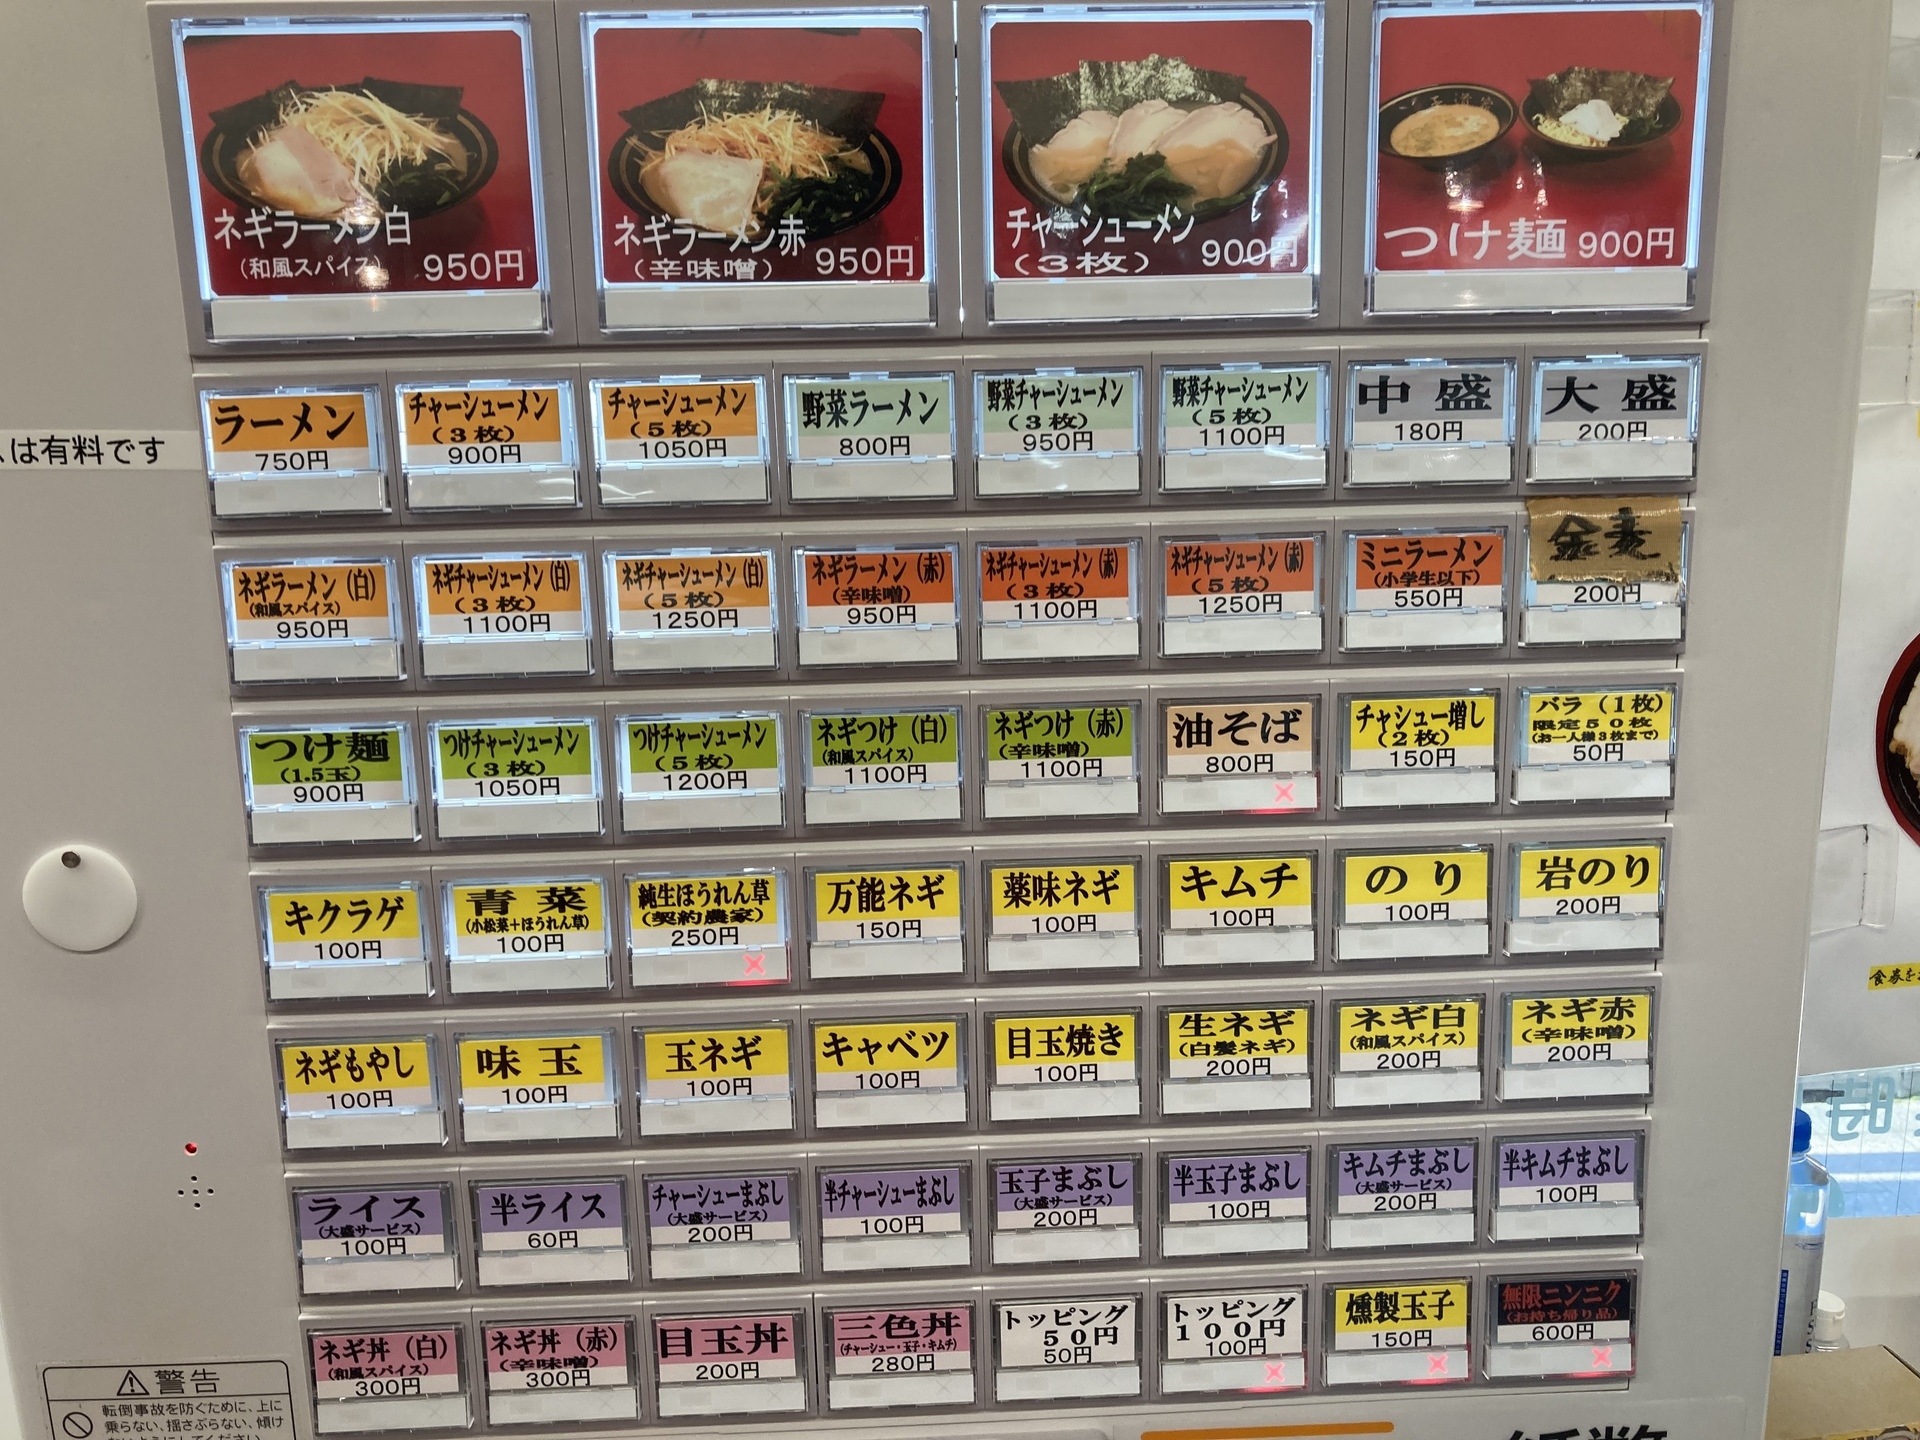 ネギラーメン白
(和風スパイス) 950円
ネギラーメン赤
(辛味噌) 950円
チャーシューメン
(3枚) 900円
つけ麺 900円
は有料です
ラーメン
750円
チャーシューメン
(3枚)
900円
チャーシューメン
(5枚)
1050円
野菜ラーメン
800円
野菜チャーシューメン
(3枚)
950円
野菜チャーシューメン
(5枚)
1100円
中盛
180円
大盛
200円
ネギラーメン(白)
(和風スパイス)
950円
ネギチャーシューメン(白)
(3枚)
1100円
ネギチャーシューメン(白)
(5枚)
1250円
ネギラーメン(赤)
(辛味噌)
950円
ネギチャーシューメン(赤)
(3枚)
1100円
ネギチャーシューメン(赤)
(5枚)
1250円
ミニラーメン
(小学生以下)
550円
金麦
200円
つけ麺
(1.5玉)
900円
つけチャーシューメン
(3枚)
1050円
つけチャーシューメン
(5枚)
1200円
ネギつけ(白)
(和風スパイス)
1100円
ネギつけ(赤)
(辛味噌)
1100円
油そば
800円
チャシュー増し
(2枚)
150円
バラ(1枚)
限定50枚
(お一人様3枚まで)
50円
キクラゲ
100円
青菜
(小松菜+ほうれん草)
100円
純生ほうれん草
(契約農家)
250円
万能ネギ
150円
薬味ネギ
100円
キムチ
100円
のり
100円
岩のり
200円
ネギもやし
100円
味玉
100円
玉ネギ
100円
キャベツ
100円
目玉焼き
100円
生ネギ
(白髪ネギ)
200円
ネギ白
(和風スパイス)
200円
ネギ赤
(辛味噌)
200円
ライス
(大盛サービス)
100円
半ライス
60円
チャーシューまぶし
(大盛サービス)
200円
半チャーシューまぶし
100円
玉子まぶし
(大盛サービス)
200円
半玉子まぶし
100円
キムチまぶし
(大盛サービス)
200円
半キムチまぶし
100円
ネギ丼(白)
(和風スパイス)
300円
ネギ丼(赤)
(辛味噌)
300円
目玉丼
200円
三色丼
(チャーシュー・玉子・キムチ)
280円
トッピング
50円
50円
トッピング
100円
100円
燻製玉子
150円
無限ニンニク
(お持ち帰り品)
600円
食券を
警告
転倒事故を防ぐために、上に
乗らない、揺さぶらない、傾け